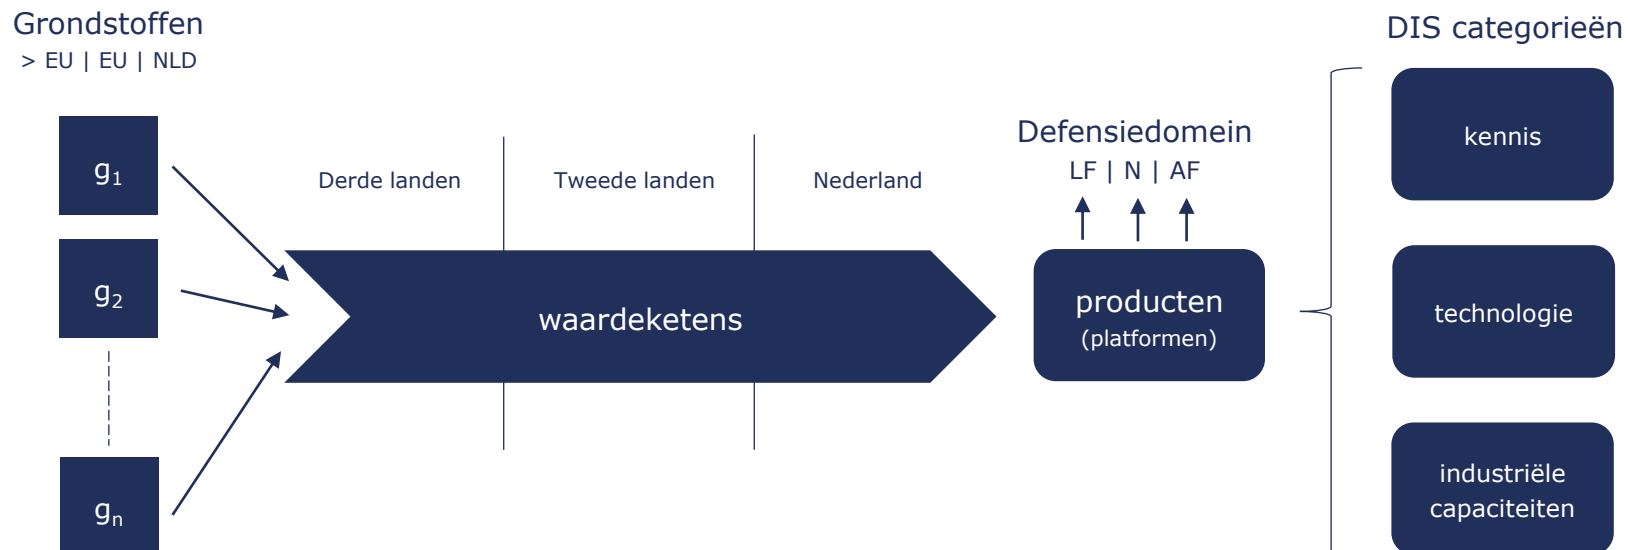 Grondstoffen
> EU | EU | NLD
g1
g2
gn
Derde landen
Tweede landen
Nederland
waardeketens
Defensiedomein
LF | N | AF
producten
(platformen)
DIS categorieën
kennis
technologie
industriële
capaciteiten